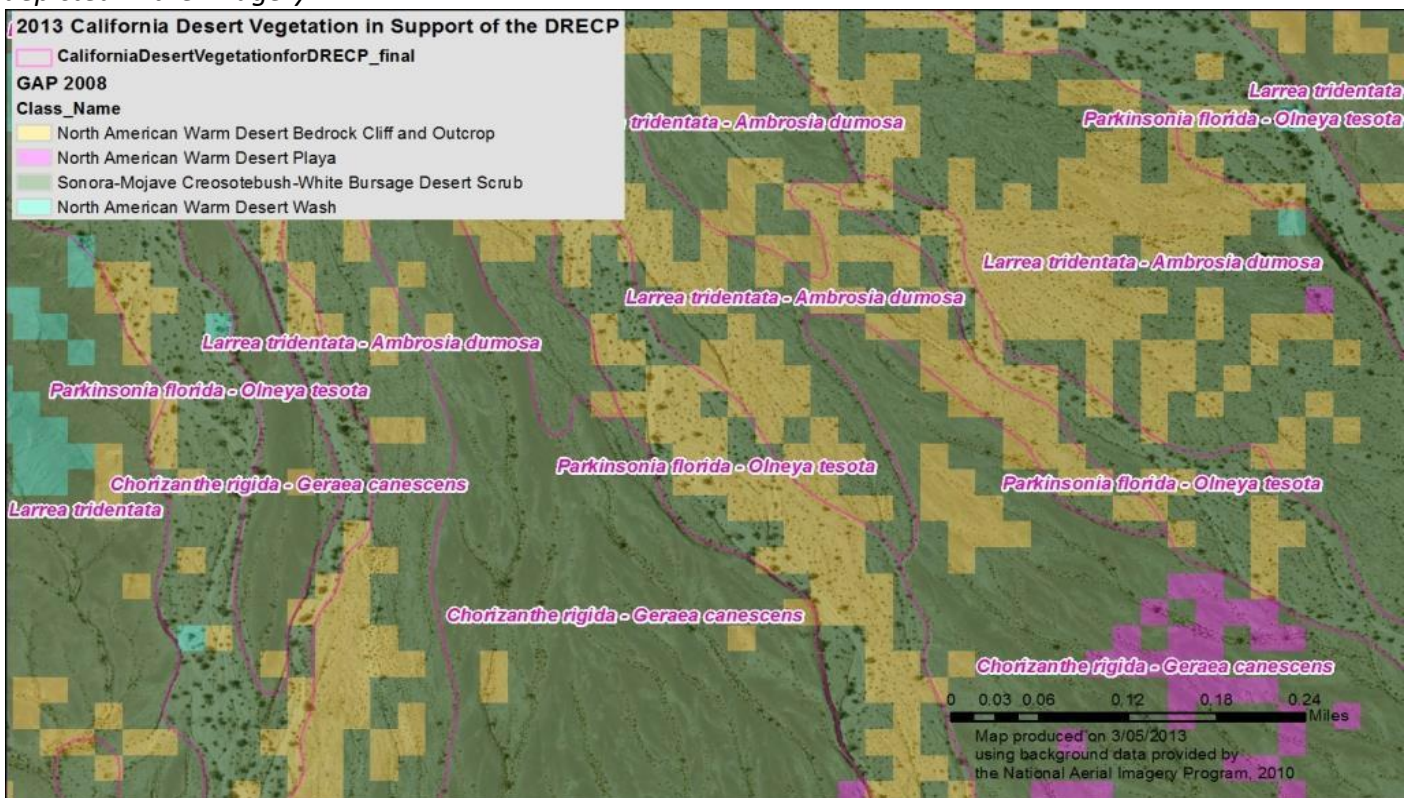 2013 California Desert Vegetation in Support of the DRECP
CaliforniaDesertVegetationforDRECP_final
GAP 2008
Class_Name
North American Warm Desert Bedrock Cliff and Outcrop
North American Warm Desert Playa
Sonora-Mojave Creosotebush-White Bursage Desert Scrub
North American Warm Desert Wash
Larrea tridentata
tridentata - Ambrosia dumosa
Parkinsonia florida - Olneya tesota
Larrea tridentata - Ambrosia dumosa
Larrea tridentata - Ambrosia dumosa
Larrea tridentata - Ambrosia dumosa
Parkinsonia florida - Olneya tesota
Parkinsonia florida - Olneya tesota
Chorizanthe rigida - Geraea canescens
Parkinsonia florida - Olneya tesota
Larrea tridentata
Chorizanthe rigida - Geraea canescens
Chorizanthe rigida - Geraea canescens
0 0.03 0.06 0.12 0.18 0.24
Miles
Map produced on 3/05/2013
using background data provided by
the National Aerial Imagery Program, 2010